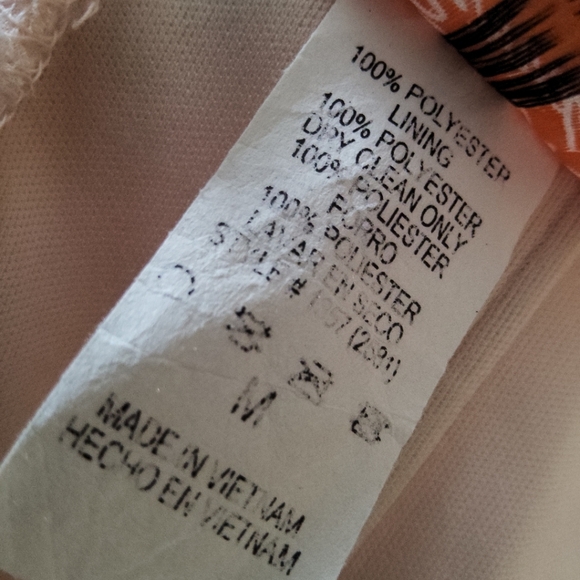 100% POLYESTER
LINING
100% POLYESTER
DRY CLEAN ONLY
100% POLIESTER
FORRO
100% POLIESTER
LAVAR EN SECO
STYLE #
M
MADE IN VIETNAM
HECHO EN VIETNAM